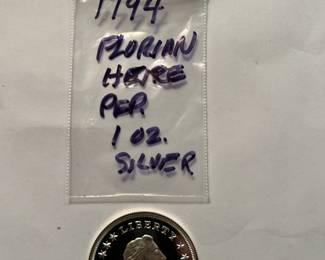 1794
FLORIAN
HEIRE
PER
1 OZ.
SILVER
LIBERTY